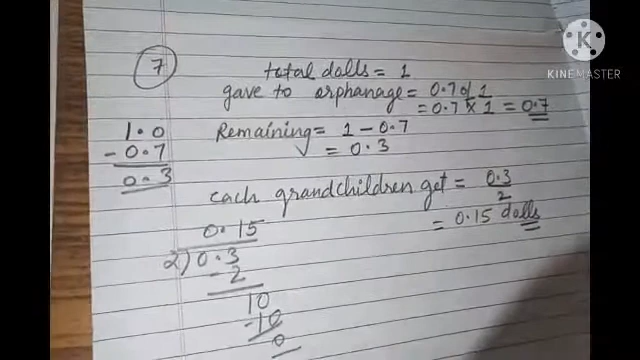 K
KINEMASTER
7
total dolls = 1
gave to orphanage = 0.7 of 1
= 0.7 × 1 = 0.7
Remaining = 1 - 0.7
= 0.3
1.0
- 0.7
0.3
each grandchildren get = 0.3
2
= 0.15 dolls
0.15
2) 0.3
- 2
10
- 10
0